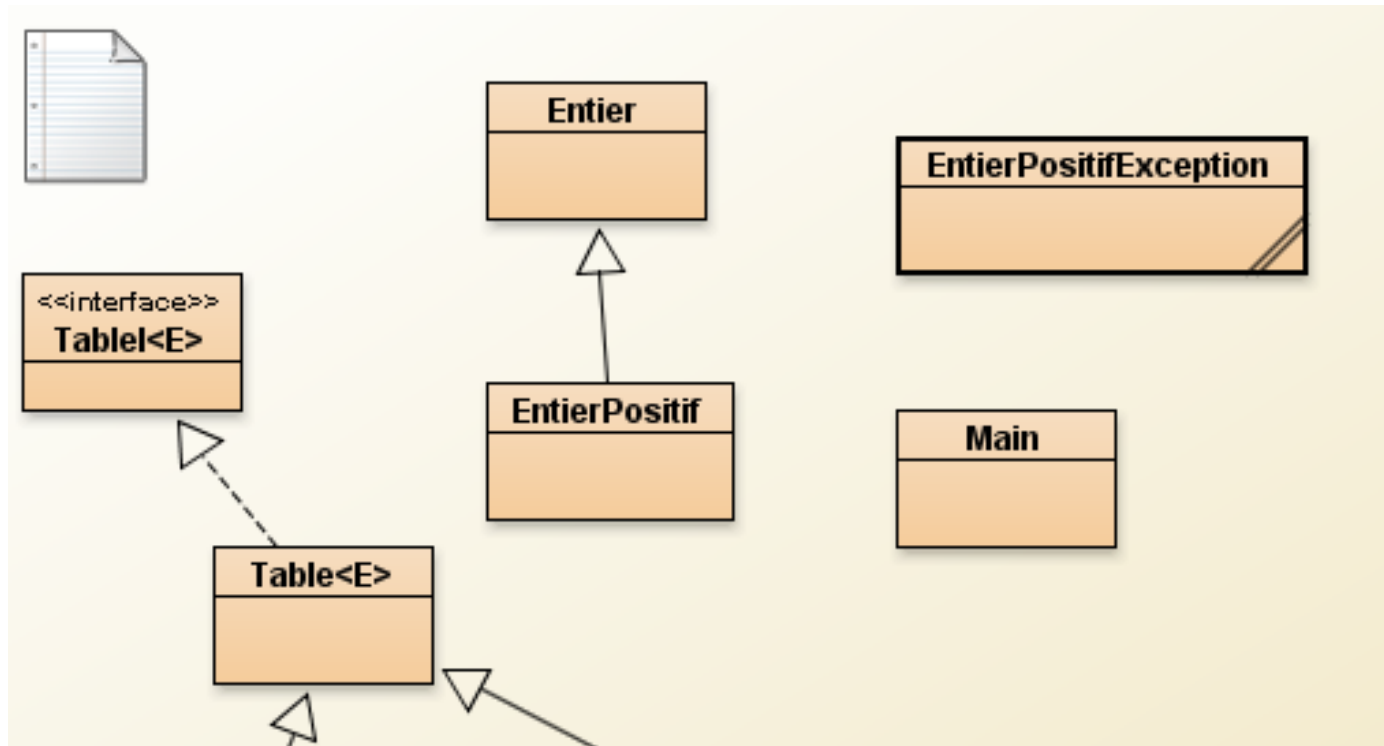 Entier
EntierPositifException
<<interface>>
TableI<E>
EntierPositif
Main
Table<E>